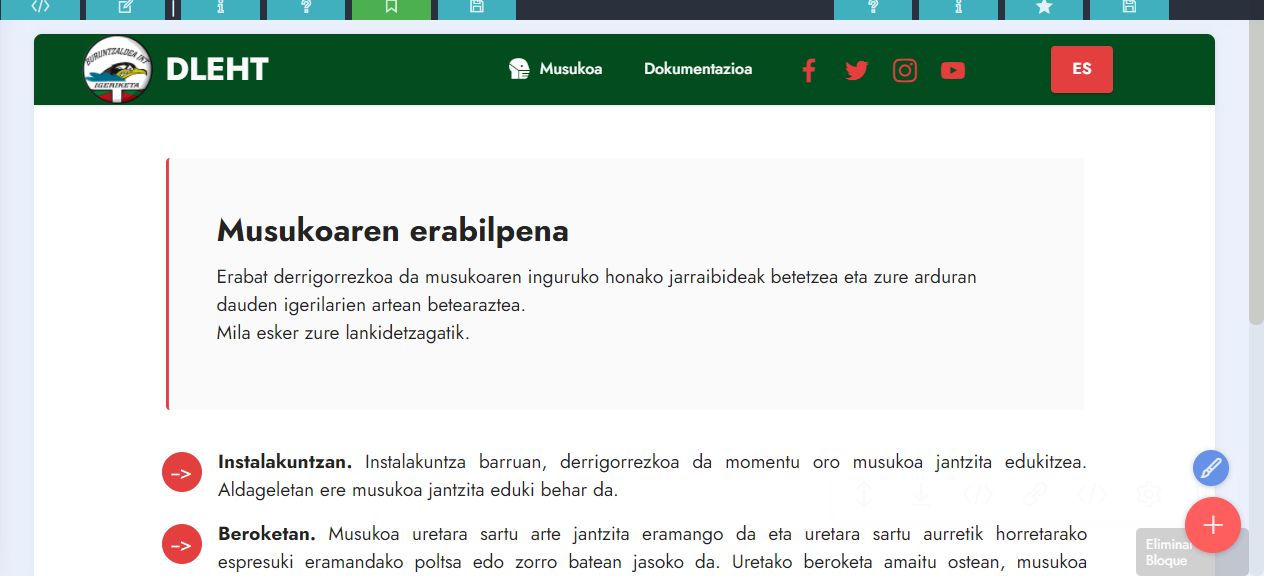 BURUNTZALDEA IKT
IGERIKETA
DLEHT
Musukoa
Dokumentazioa
ES
Musukoaren erabilpena
Erabat derrigorrezkoa da musukoaren inguruko honako jarraibideak betetzea eta zure arduran
dauden igerilarien artean betearaztea.
Mila esker zure lankidetzagatik.
-->
Instalakuntzan. Instalakuntza barruan, derrigorrezkoa da momentu oro musukoa jantzita edukitzea.
Aldageletan ere musukoa jantzita eduki behar da.
-->
Beroketan. Musukoa uretara sartu arte jantzita eramango da eta uretara sartu aurretik horretarako
espresuki eramandako poltsa edo zorro batean jasoko da. Uretako beroketa amaitu ostean, musukoa
Eliminar
Bloque